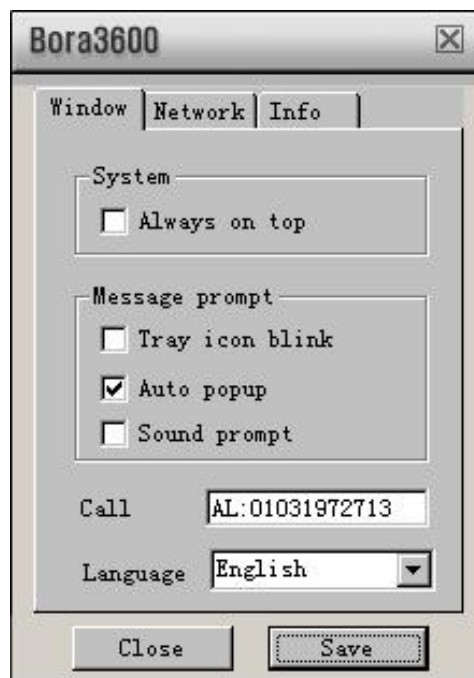 Bora3600
Window Network Info
System
Always on top
Message prompt
Tray icon blink
Auto popup
Sound prompt
Call AL:01031972713
Language English
Close Save